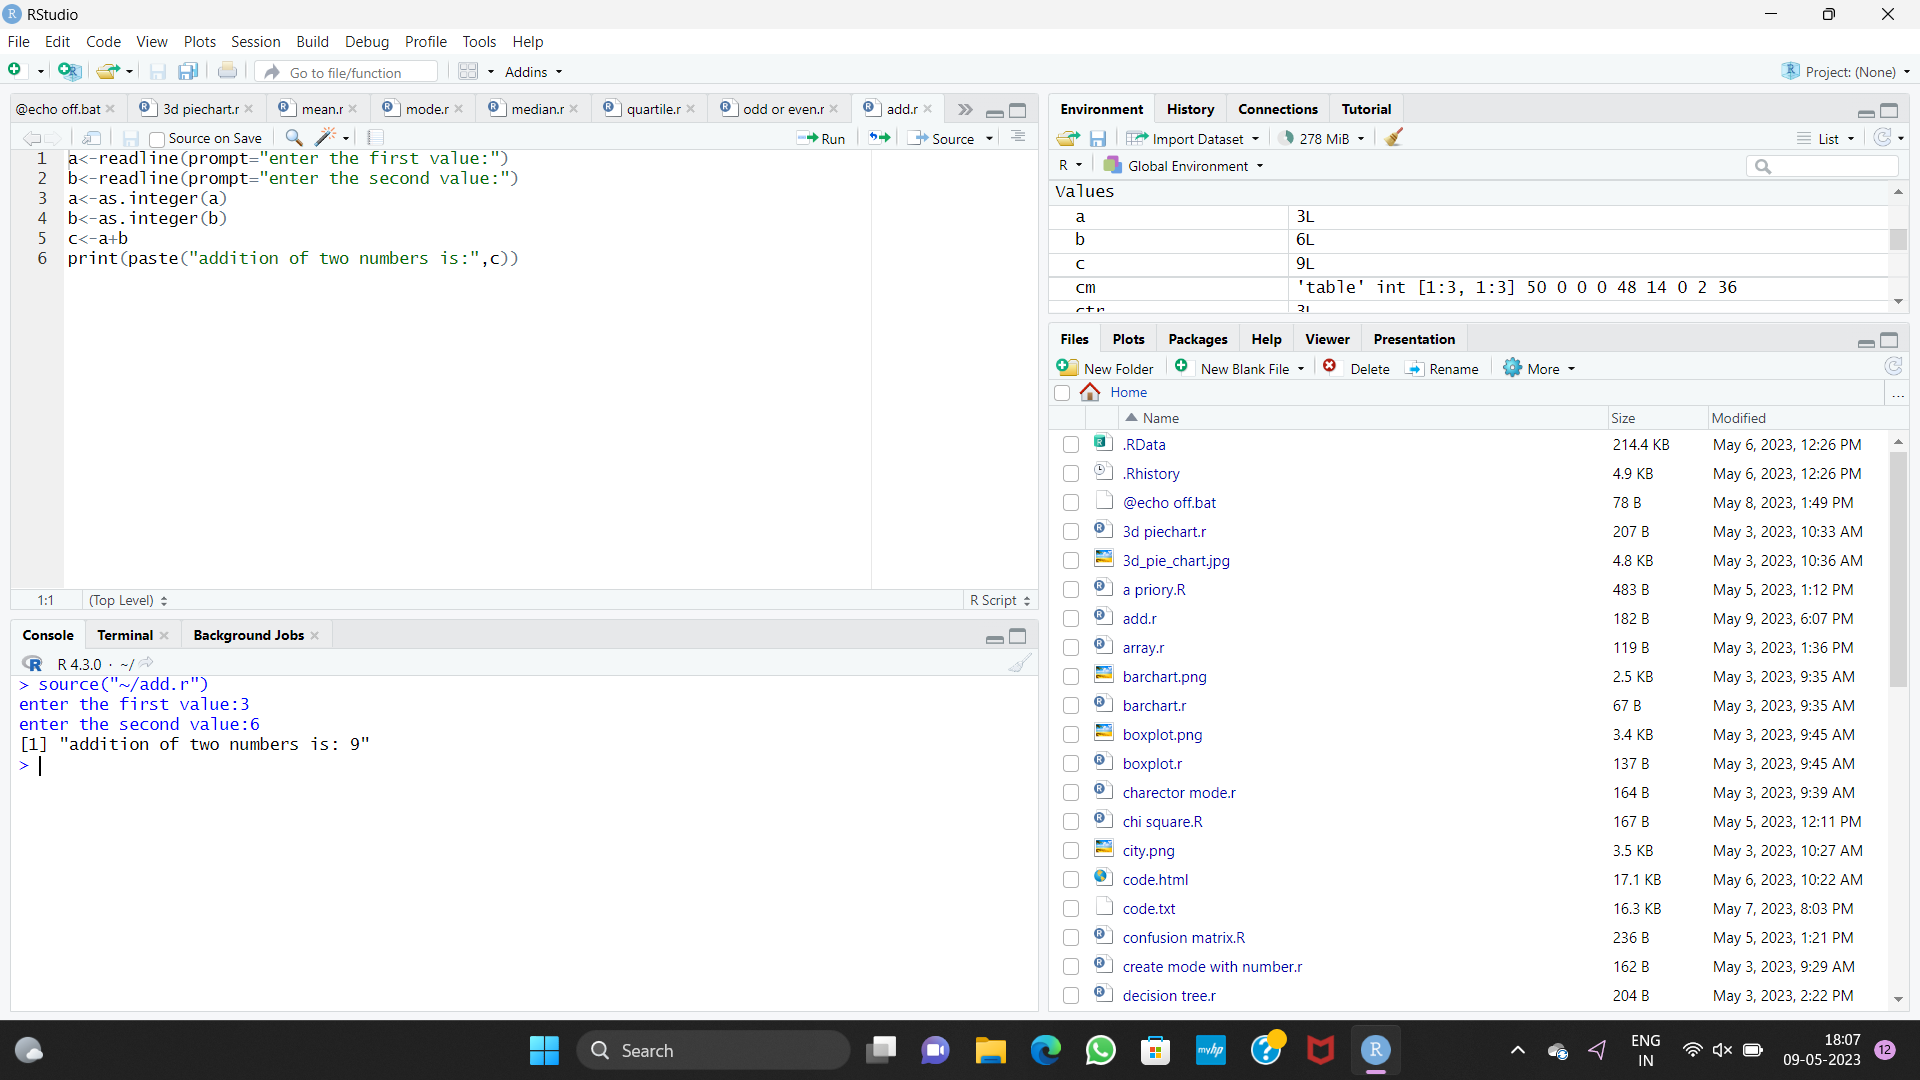 RStudio
File Edit Code View Plots Session Build Debug Profile Tools Help
Go to file/function Addins Project: (None)
@echo off.bat 3d piechart.r mean.r mode.r median.r quartile.r odd or even.r add.r
Source on Save Run Source
1 a<-readline(prompt="enter the first value:")
2 b<-readline(prompt="enter the second value:")
3 a<-as.integer(a)
4 b<-as.integer(b)
5 c<-a+b
6 print(paste("addition of two numbers is:",c))
1:1 (Top Level) R Script
Console Terminal Background Jobs
R R 4.3.0 · ~/
> source("~/add.r")
enter the first value:3
enter the second value:6
[1] "addition of two numbers is: 9"
>
Environment History Connections Tutorial
Import Dataset 278 MiB List
R Global Environment
Values
a 3L
b 6L
c 9L
cm 'table' int [1:3, 1:3] 50 0 0 0 48 14 0 2 36
ctr 3L
Files Plots Packages Help Viewer Presentation
New Folder New Blank File Delete Rename More
Home ...
Name Size Modified
.RData 214.4 KB May 6, 2023, 12:26 PM
.Rhistory 4.9 KB May 6, 2023, 12:26 PM
@echo off.bat 78 B May 8, 2023, 1:49 PM
3d piechart.r 207 B May 3, 2023, 10:33 AM
3d_pie_chart.jpg 4.8 KB May 3, 2023, 10:36 AM
a priory.R 483 B May 5, 2023, 1:12 PM
add.r 182 B May 9, 2023, 6:07 PM
array.r 119 B May 3, 2023, 1:36 PM
barchart.png 2.5 KB May 3, 2023, 9:35 AM
barchart.r 67 B May 3, 2023, 9:35 AM
boxplot.png 3.4 KB May 3, 2023, 9:45 AM
boxplot.r 137 B May 3, 2023, 9:45 AM
charector mode.r 164 B May 3, 2023, 9:39 AM
chi square.R 167 B May 5, 2023, 12:11 PM
city.png 3.5 KB May 3, 2023, 10:27 AM
code.html 17.1 KB May 6, 2023, 10:22 AM
code.txt 16.3 KB May 7, 2023, 8:03 PM
confusion matrix.R 236 B May 5, 2023, 1:21 PM
create mode with number.r 162 B May 3, 2023, 9:29 AM
decision tree.r 204 B May 3, 2023, 2:22 PM
Search myhp R ENG 18:07
IN 09-05-2023 12